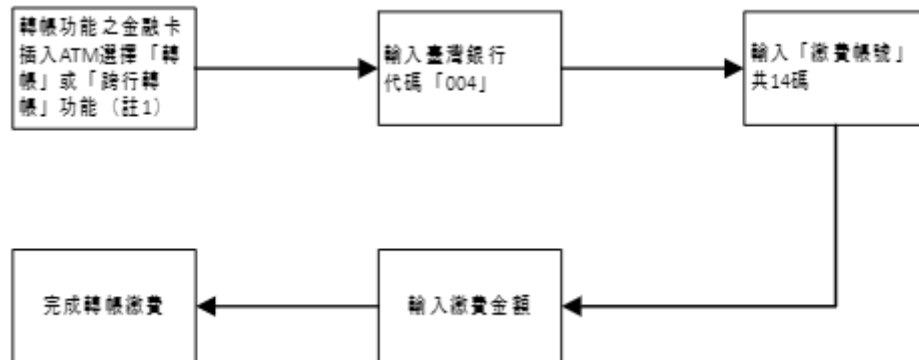 轉帳功能之金融卡
插入ATM選擇「轉
帳」或「跨行轉
帳」功能（註1）
輸入臺灣銀行
代碼「004」
輸入「繳費帳號」
共14碼
輸入繳費金額
完成轉帳繳費